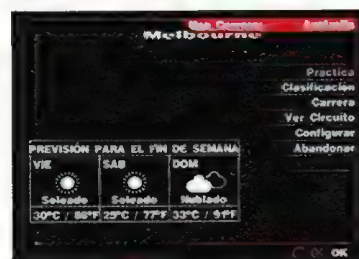 Melbourne
Practica
Clasificación
Carrera
Ver Circuito
Configurar
Abandonar
PREVISIÓN PARA EL FIN DE SEMANA
VIE SAB DOM
Soleado Soleado Nublado
30°C / 86°F 25°C / 77°F 33°C / 91°F
OK